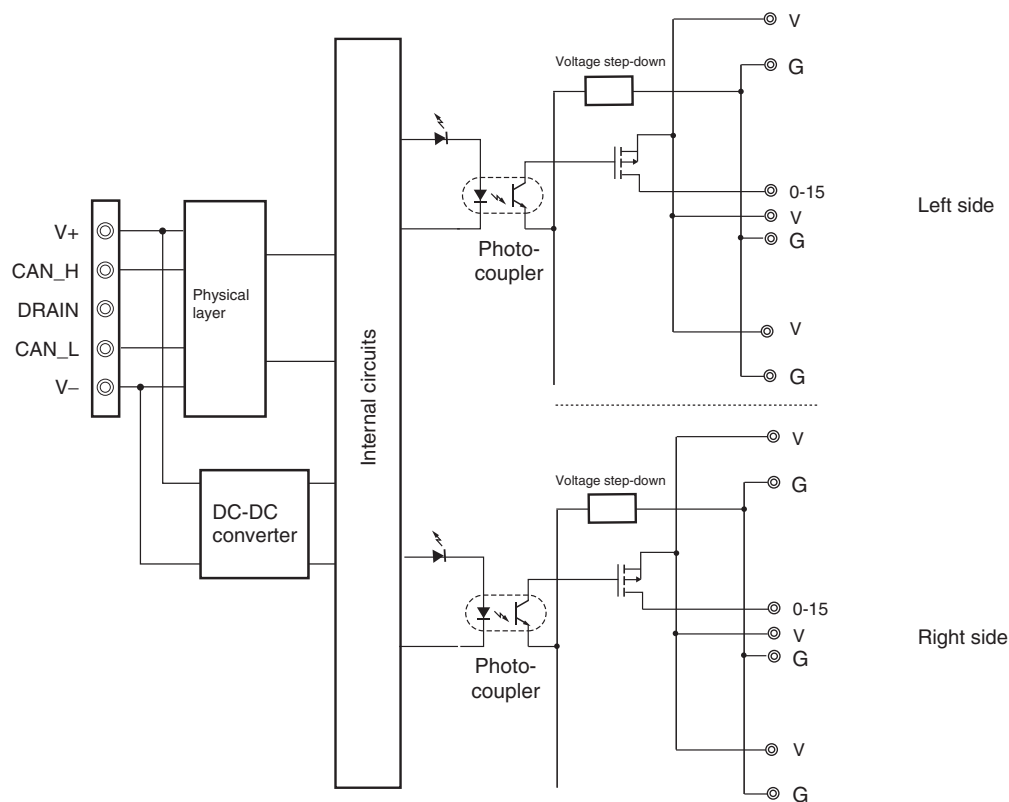 V
Voltage step-down
G
0-15
V
G
Left side
Photo-
coupler
V
G
V+
CAN_H
DRAIN
CAN_L
V–
Physical
layer
Internal circuits
DC-DC
converter
V
Voltage step-down
G
0-15
V
G
Right side
Photo-
coupler
V
G